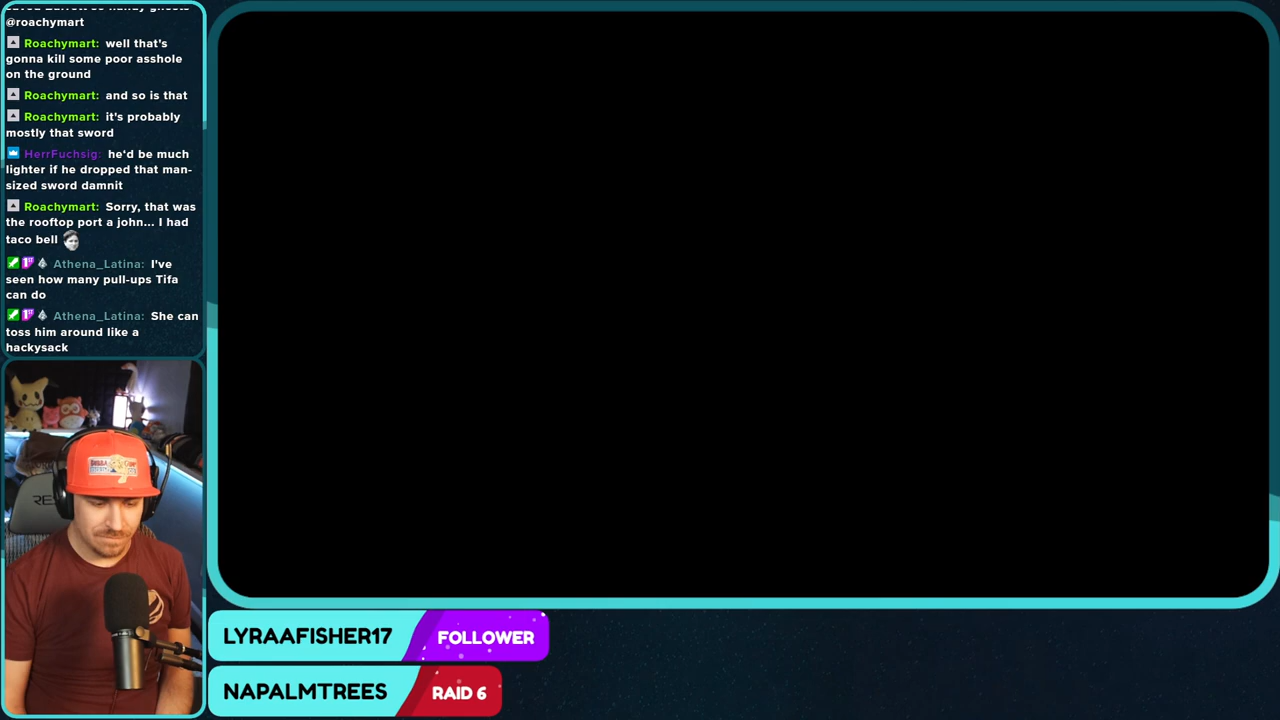 @roachymart
Roachymart: well that's
gonna kill some poor asshole
on the ground
Roachymart: and so is that
Roachymart: it's probably
mostly that sword
HerrFuchsig: he'd be much
lighter if he dropped that man-
sized sword damnit
Roachymart: Sorry, that was
the rooftop port a john... I had
taco bell
Athena_Latina: I've
seen how many pull-ups Tifa
can do
Athena_Latina: She can
toss him around like a
hackysack
LYRAAFISHER17 FOLLOWER
NAPALMTREES RAID 6